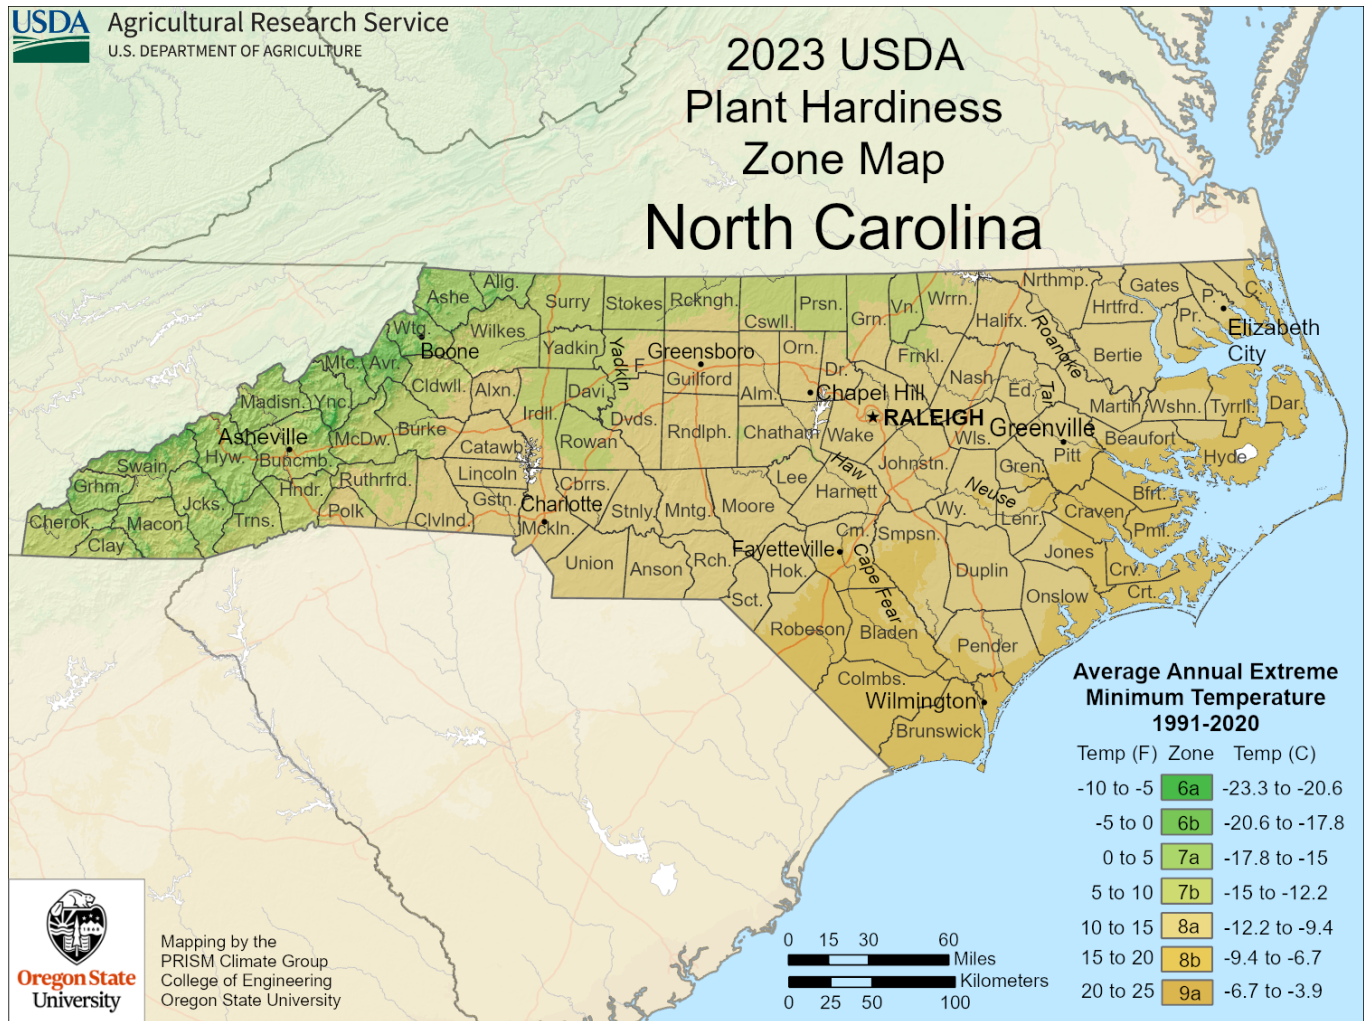 USDA
Agricultural Research Service
U.S. DEPARTMENT OF AGRICULTURE
2023 USDA
Plant Hardiness
Zone Map
North Carolina
Ashe
Allg.
Surry
Stokes
Rckngh.
Cswll.
Prsn.
Grn.
Vn.
Wrrn.
Nrthmp.
Halifx.
Hrtfrd.
Gates
P.
C.
Pr.
Elizabeth
City
Wtg.
Boone
Wilkes
Yadkin
Yadkin
F.
Greensboro
Guilford
Alm.
Orn.
Dr.
Chapel Hill
Frnkl.
Nash
Ed.
Roanoke
Tar
Bertie
Mtc.
Avr.
Cldwll.
Alxn.
Irdll.
Davi.
Dvds.
Rndlph.
Chatham
RALEIGH
Wake
Wls.
Greenville
Pitt
Martin
Wshn.
Tyrrll.
Dar.
Beaufort
Hyde
Madisn.
Ync.
Asheville
Hyw.
Buncmb.
McDw.
Burke
Catawb.
Rowan
Swain
Grhm.
Jcks.
Hndr.
Ruthrfrd.
Lincoln
Cbrrs.
Charlotte
Gstn.
Stnly.
Mntg.
Moore
Lee
Haw
Harnett
Johnstn.
Neuse
Gren.
Wy.
Lenr.
Craven
Bfrt.
Pml.
Cherok.
Macon
Clay
Trns.
Polk
Clvlnd.
Mckln.
Union
Anson
Rch.
Fayetteville
Cm.
Hok.
Sct.
Cape Fear
Smpsn.
Duplin
Jones
Crv.
Crt.
Onslow
Robeson
Bladen
Pender
Colmbs.
Wilmington
Brunswick
Average Annual Extreme
Minimum Temperature
1991-2020
Temp (F) Zone Temp (C)
-10 to -5 6a -23.3 to -20.6
-5 to 0 6b -20.6 to -17.8
0 to 5 7a -17.8 to -15
5 to 10 7b -15 to -12.2
10 to 15 8a -12.2 to -9.4
15 to 20 8b -9.4 to -6.7
20 to 25 9a -6.7 to -3.9
0 15 30 60
Miles
Kilometers
0 25 50 100
1868
Oregon State
University
Mapping by the
PRISM Climate Group
College of Engineering
Oregon State University